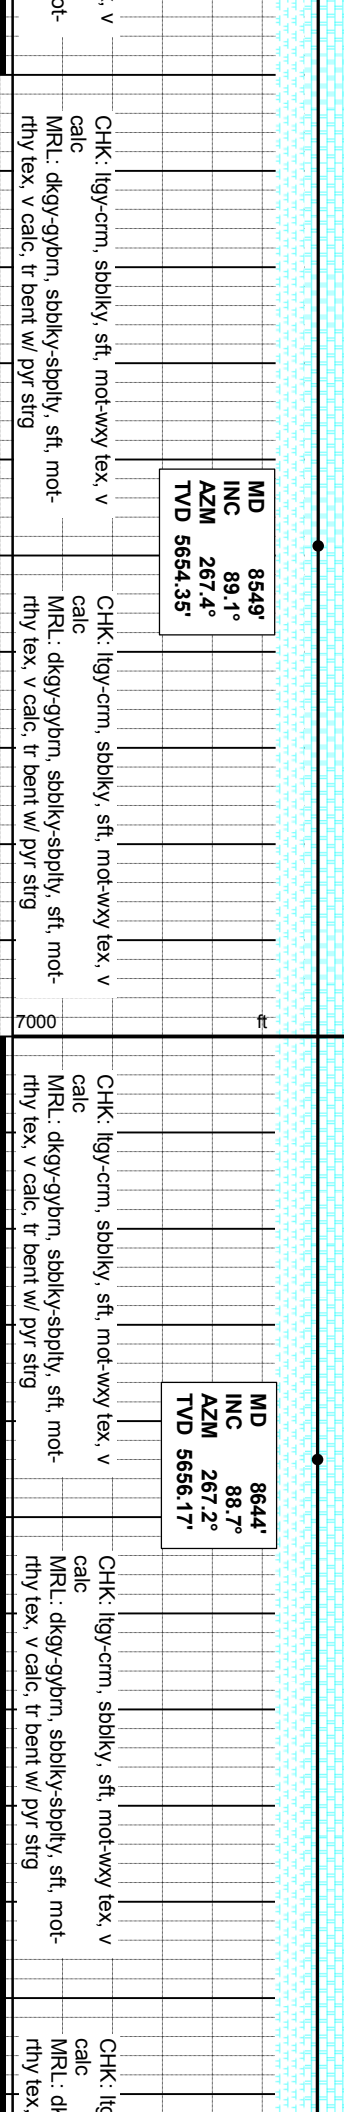 , v
ot-
CHK: ltgy-crm, sbblky, sft, mot-wxy tex, v
calc
MRL: dkgy-gybrn, sbblky-sbplty, sft, mot-
rthy tex, v calc, tr bent w/ pyr strg
MD 8549'
INC 89.1°
AZM 267.4°
TVD 5654.35'
CHK: ltgy-crm, sbblky, sft, mot-wxy tex, v
calc
MRL: dkgy-gybrn, sbblky-sbplty, sft, mot-
rthy tex, v calc, tr bent w/ pyr strg
7000 ft
CHK: ltgy-crm, sbblky, sft, mot-wxy tex, v
calc
MRL: dkgy-gybrn, sbblky-sbplty, sft, mot-
rthy tex, v calc, tr bent w/ pyr strg
MD 8644'
INC 88.7°
AZM 267.2°
TVD 5656.17'
CHK: ltgy-crm, sbblky, sft, mot-wxy tex, v
calc
MRL: dkgy-gybrn, sbblky-sbplty, sft, mot-
rthy tex, v calc, tr bent w/ pyr strg
CHK: ltg
calc
MRL: dk
rthy tex,